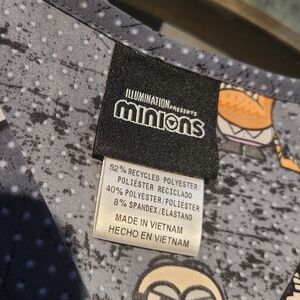 ILLUMINATION PRESENTS
minions
52% RECYCLED POLYESTER/
POLIÉSTER RECICLADO
40% POLYESTER/POLIÉSTER
8% SPANDEX/ELASTANO
MADE IN VIETNAM
HECHO EN VIETNAM